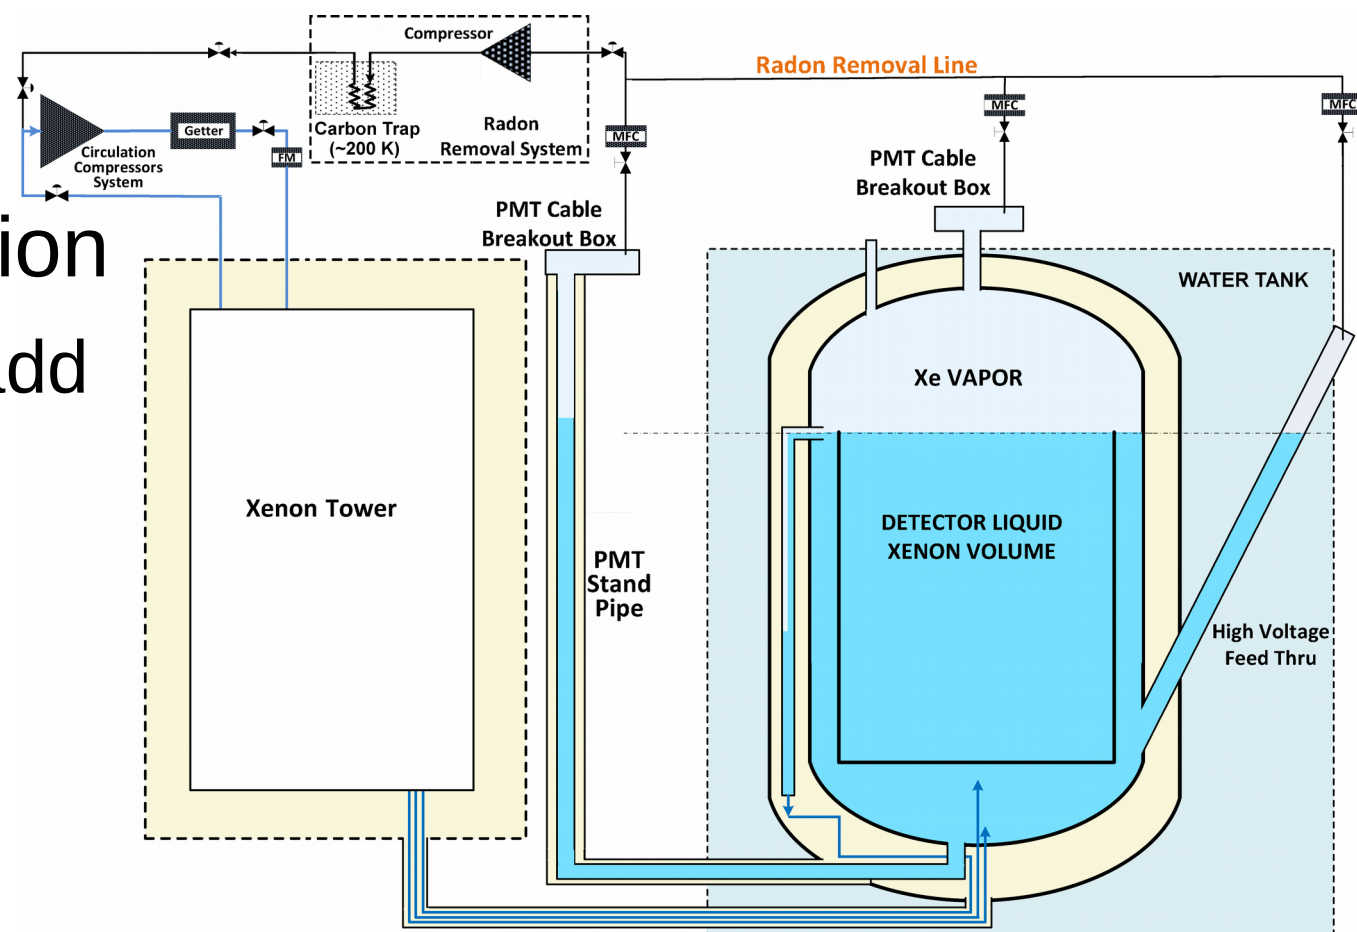 Compressor
Radon Removal Line
MFC
MFC
Getter
Carbon Trap
(~200 K)
Radon
Removal System
MFC
Circulation
Compressors
System
FM
PMT Cable
Breakout Box
PMT Cable
Breakout Box
ion
add
WATER TANK
Xe VAPOR
Xenon Tower
DETECTOR LIQUID
XENON VOLUME
PMT
Stand
Pipe
High Voltage
Feed Thru